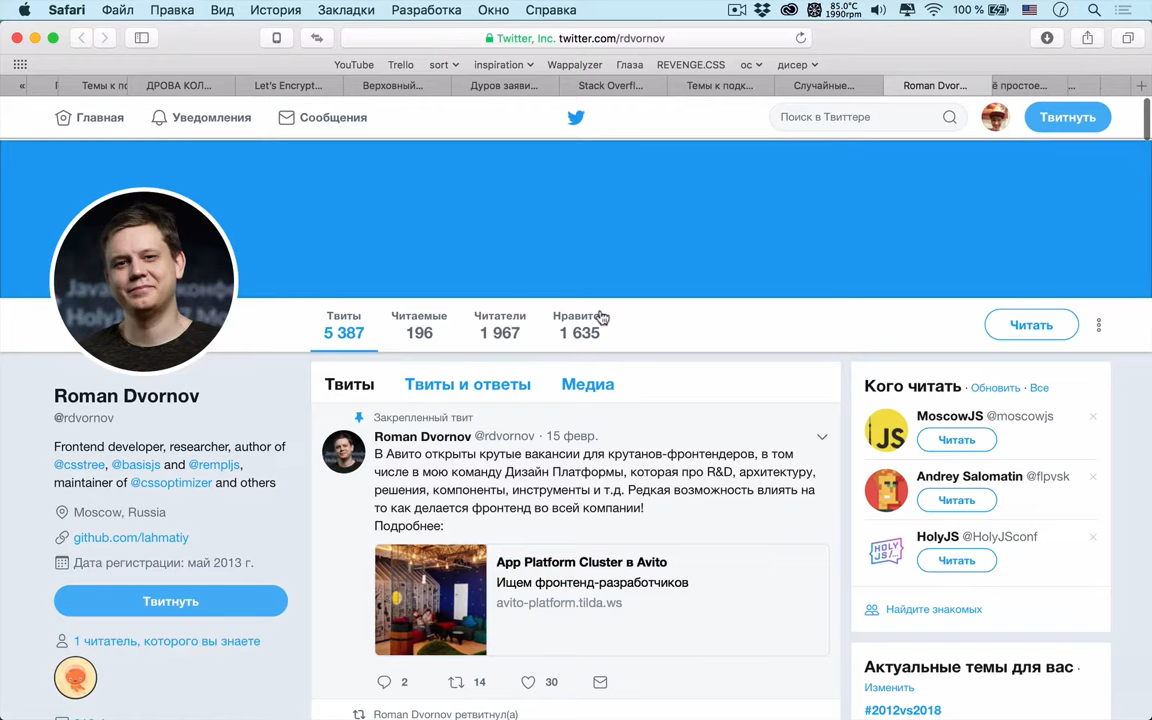 Safari Файл Правка Вид История Закладки Разработка Окно Справка 85.0°C 1990rpm 100 %
Twitter, Inc. twitter.com/rdvornov
YouTube Trello sort inspiration Wappalyzer Глаза REVENGE.CSS ос дисер
« Темы к по ДРОВА КОЛ... Let's Encrypt... Верховный... Дуров заяви... Stack Overfl... Темы к подк... Случайные... Roman Dvor... ё простое... ...
Главная Уведомления Сообщения Поиск в Твиттере Твитнуть
Твиты Читаемые Читатели Нравит
5 387 196 1 967 1 635 Читать
Roman Dvornov
@rdvornov
Frontend developer, researcher, author of
@csstree, @basisjs and @rempljs,
maintainer of @cssoptimizer and others
Moscow, Russia
github.com/lahmatiy
Дата регистрации: май 2013 г.
Твитнуть
1 читатель, которого вы знаете
Твиты Твиты и ответы Медиа
Закрепленный твит
Roman Dvornov @rdvornov · 15 февр.
В Авито открыты крутые вакансии для крутанов-фронтендеров, в том
числе в мою команду Дизайн Платформы, которая про R&D, архитектуру,
решения, компоненты, инструменты и т.д. Редкая возможность влиять на
то как делается фронтенд во всей компании!
Подробнее:
App Platform Cluster в Avito
Ищем фронтенд-разработчиков
avito-platform.tilda.ws
2 14 30
Roman Dvornov ретвитнул(а)
Кого читать · Обновить · Все
MoscowJS @moscowjs
Читать
Andrey Salomatin @flpvsk
Читать
HolyJS @HolyJSconf
Читать
Найдите знакомых
Актуальные темы для вас ·
Изменить
#2012vs2018